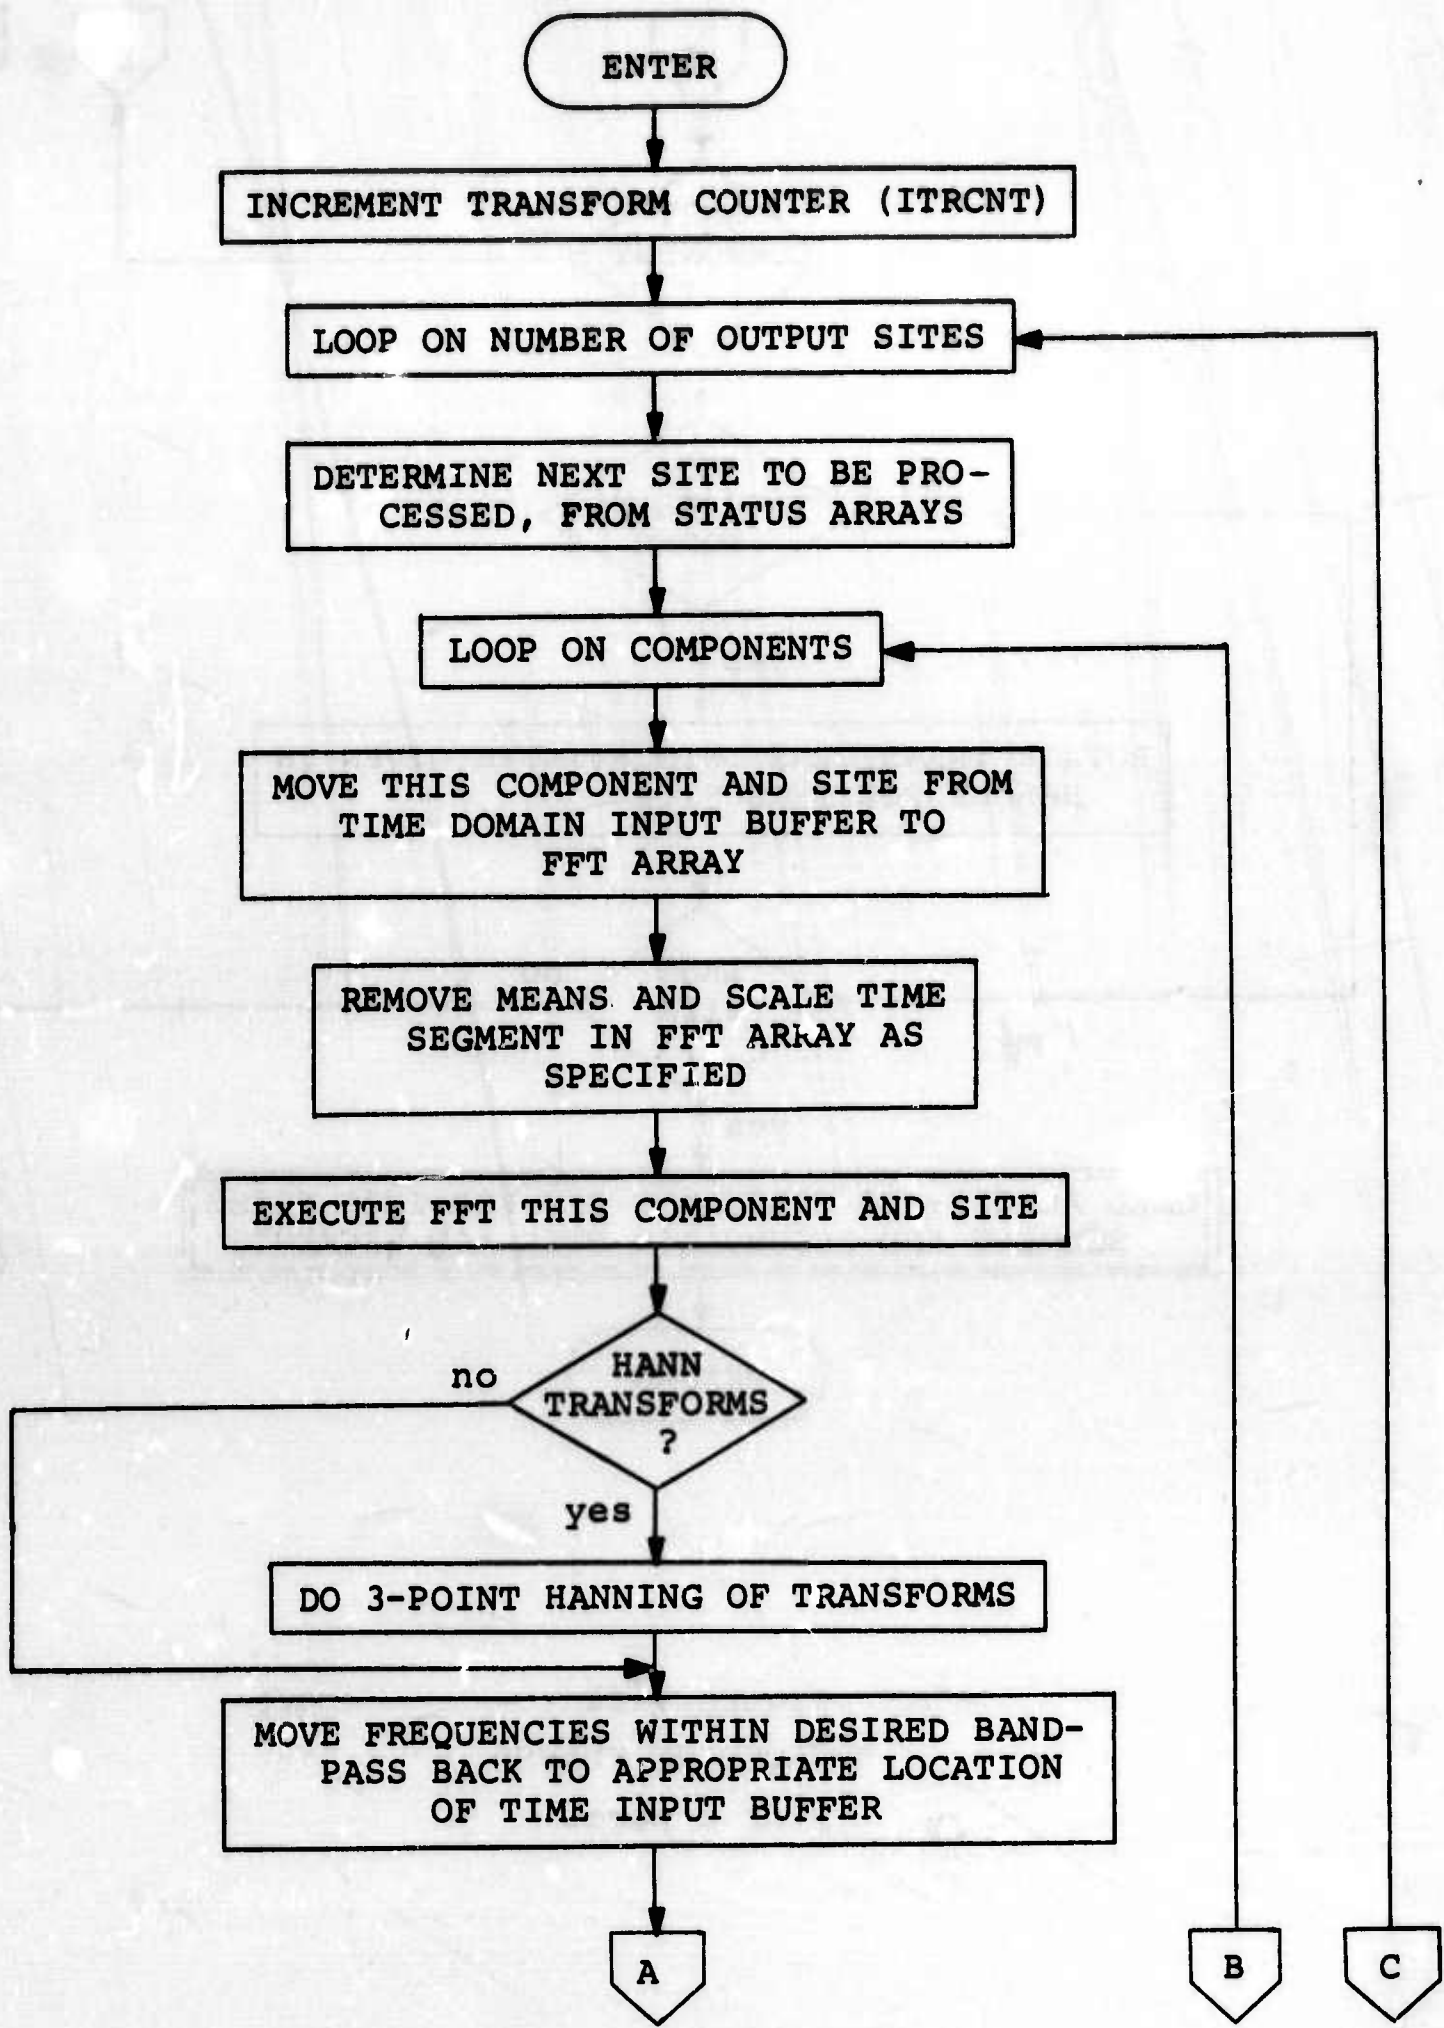 ENTER
INCREMENT TRANSFORM COUNTER (ITRCNT)
LOOP ON NUMBER OF OUTPUT SITES
DETERMINE NEXT SITE TO BE PRO-
CESSED, FROM STATUS ARRAYS
LOOP ON COMPONENTS
MOVE THIS COMPONENT AND SITE FROM
TIME DOMAIN INPUT BUFFER TO
FFT ARRAY
REMOVE MEANS AND SCALE TIME
SEGMENT IN FFT ARRAY AS
SPECIFIED
EXECUTE FFT THIS COMPONENT AND SITE
no
HANN
TRANSFORMS
?
yes
DO 3-POINT HANNING OF TRANSFORMS
MOVE FREQUENCIES WITHIN DESIRED BAND-
PASS BACK TO APPROPRIATE LOCATION
OF TIME INPUT BUFFER
A
B
C